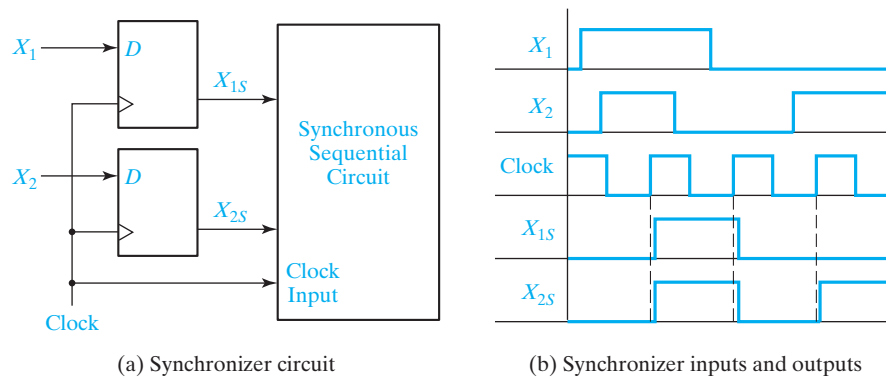 X1
D
X1S
X2
D
X2S
Synchronous
Sequential
Circuit
Clock
Input
Clock
(a) Synchronizer circuit
X1
X2
Clock
X1S
X2S
(b) Synchronizer inputs and outputs